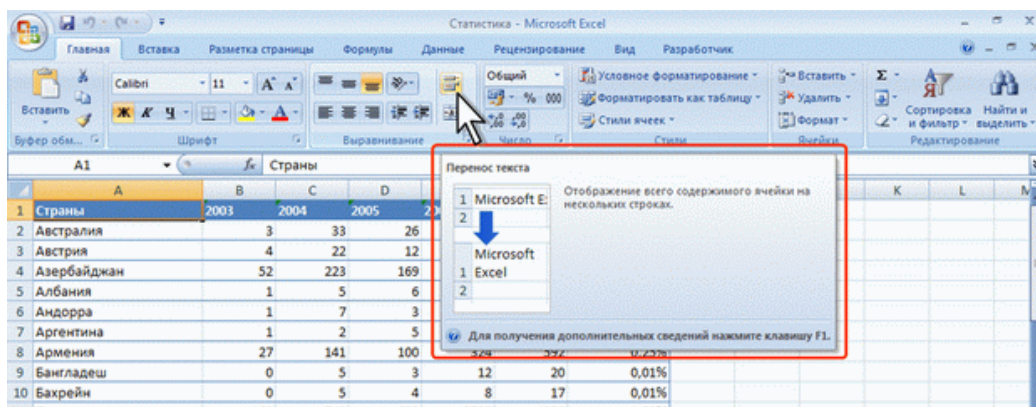 Статистика - Microsoft Excel
Главная Вставка Разметка страницы Формулы Данные Рецензирование Вид Разработчик
Calibri 11 Общий Условное форматирование Вставить Σ
Вставить Ж К Ч % 000 Форматировать как таблицу Удалить Сортировка Найти и
Стили ячеек Формат и фильтр выделить
Буфер обм... Шрифт Выравнивание Число Стили Ячейки Редактирование
A1 fx Страны
A B C D K L
1 Страны 2003 2004 2005
2 Австралия 3 33 26
3 Австрия 4 22 12
4 Азербайджан 52 223 169
5 Албания 1 5 6
6 Андорра 1 7 3
7 Аргентина 1 2 5
8 Армения 27 141 100 324 592 0,25%
9 Бангладеш 0 5 3 12 20 0,01%
10 Бахрейн 0 5 4 8 17 0,01%
Перенос текста
1 Microsoft E:
2
Microsoft
1 Excel
2
Отображение всего содержимого ячейки на
нескольких строках.
Для получения дополнительных сведений нажмите клавишу F1.